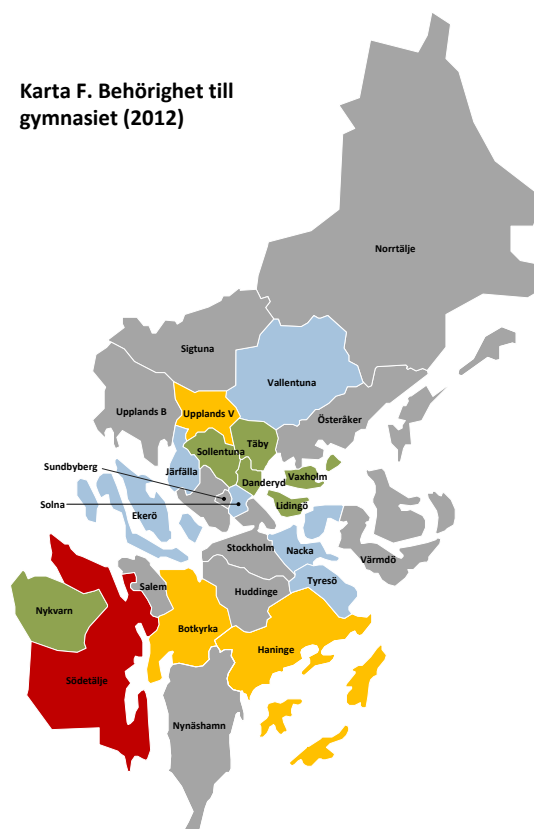 Karta F. Behörighet till
gymnasiet (2012)
Norrtälje
Sigtuna
Vallentuna
Upplands B
Upplands V
Österåker
Täby
Sollentuna
Sundbyberg
Järfälla
Danderyd
Vaxholm
Solna
Lidingö
Ekerö
Stockholm
Nacka
Värmdö
Salem
Huddinge
Tyresö
Nykvarn
Botkyrka
Haninge
Södetälje
Nynäshamn